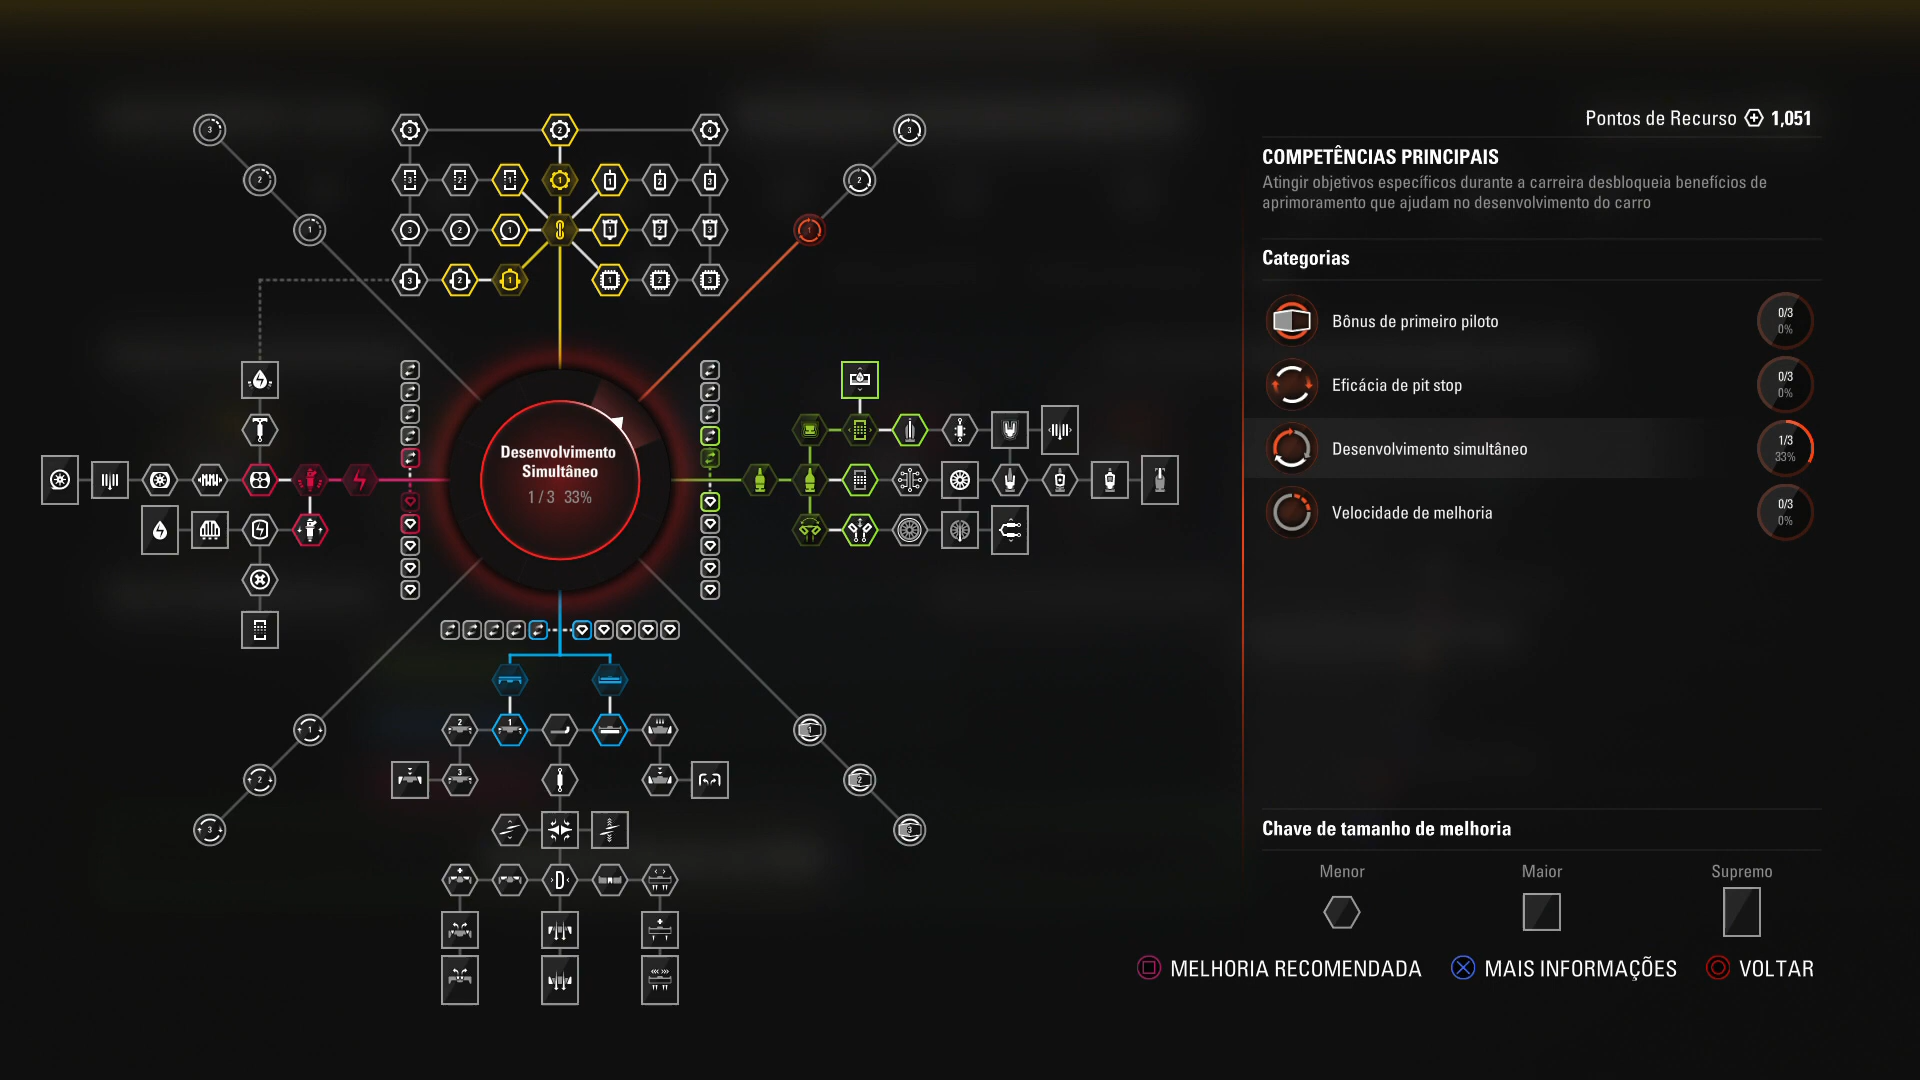 Pontos de Recurso 1,051
COMPETÊNCIAS PRINCIPAIS
Atingir objetivos específicos durante a carreira desbloqueia benefícios de
aprimoramento que ajudam no desenvolvimento do carro
Categorias
Bônus de primeiro piloto
0/3
0%
Eficácia de pit stop
0/3
0%
Desenvolvimento simultâneo
1/3
33%
Velocidade de melhoria
0/3
0%
Desenvolvimento
Simultâneo
1 / 3 33%
Chave de tamanho de melhoria
Menor
Maior
Supremo
MELHORIA RECOMENDADA
MAIS INFORMAÇÕES
VOLTAR